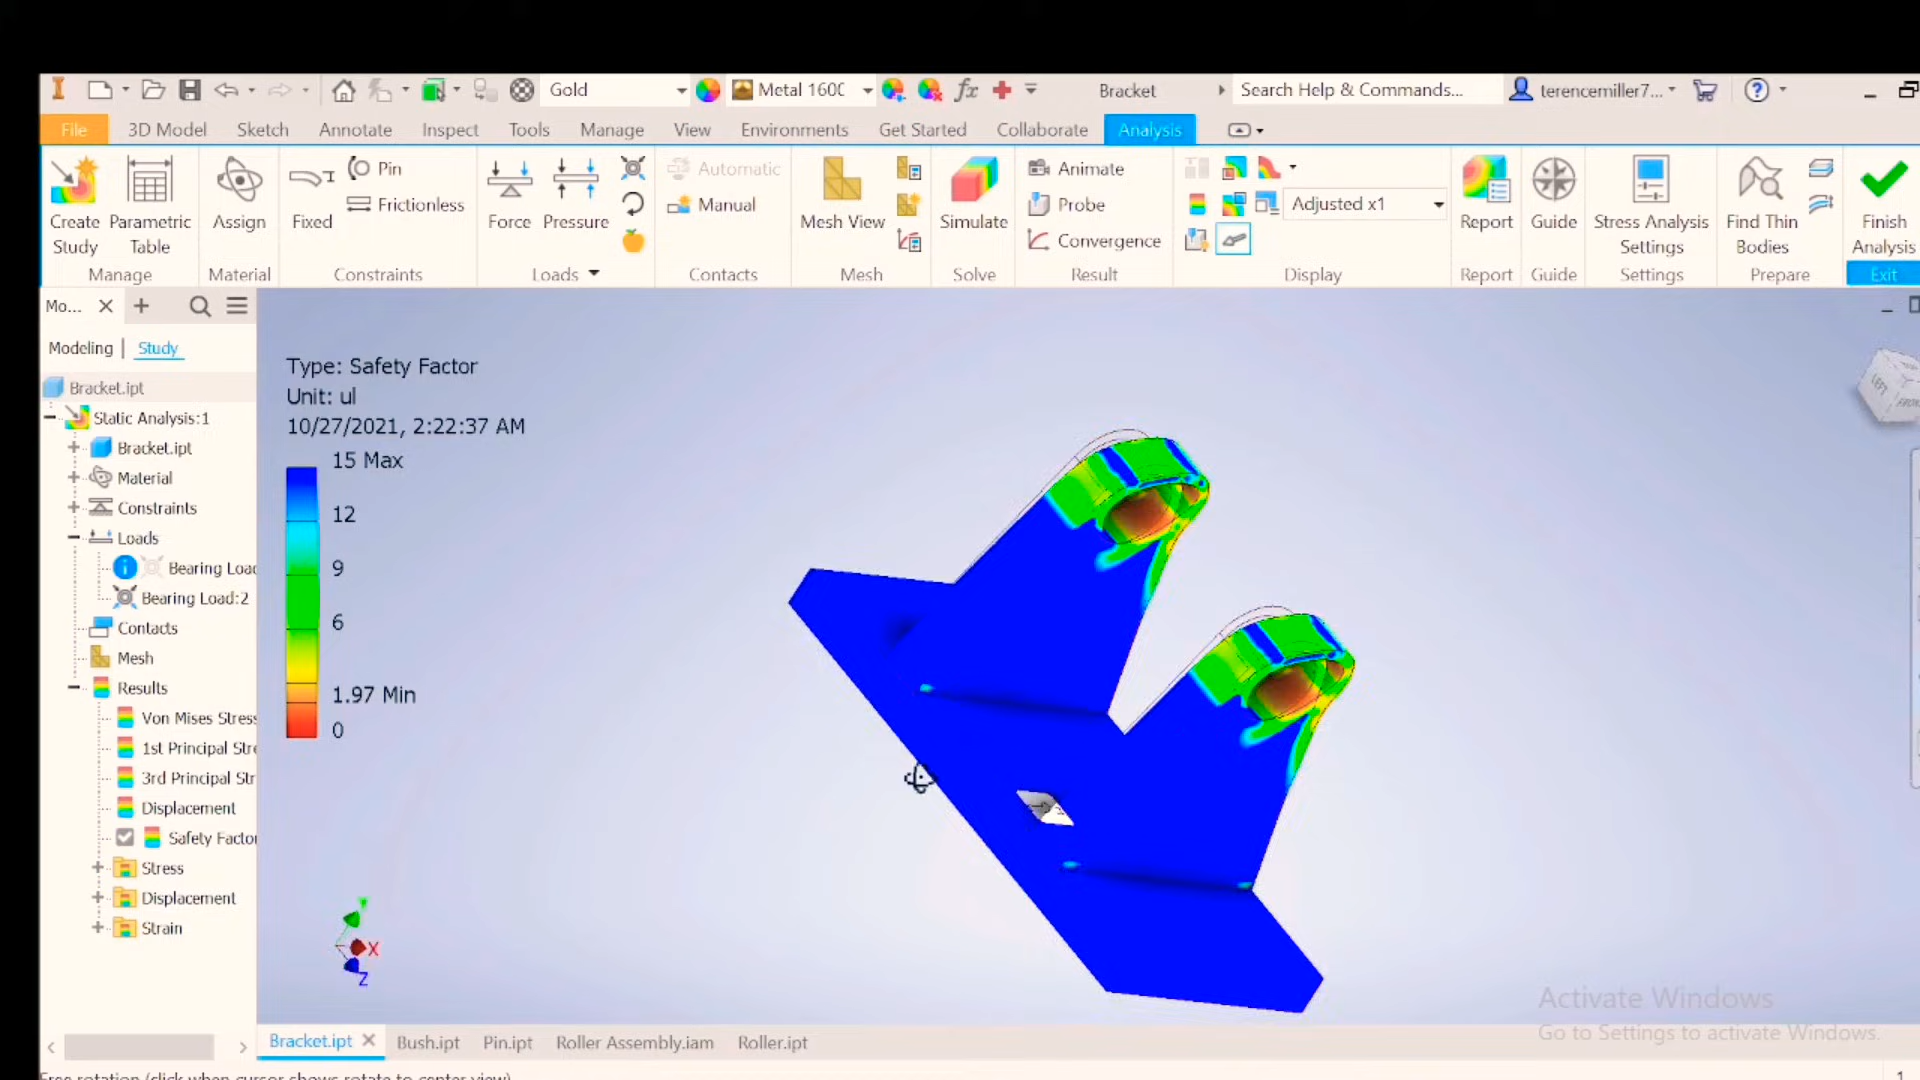 Gold
Metal 1600
Bracket
Search Help & Commands...
terencemiller7...
File
3D Model
Sketch
Annotate
Inspect
Tools
Manage
View
Environments
Get Started
Collaborate
Analysis
Create Study
Parametric Table
Assign
Fixed
Pin
Frictionless
Force
Pressure
Automatic
Manual
Mesh View
Simulate
Animate
Probe
Convergence
Adjusted x1
Report
Guide
Stress Analysis Settings
Find Thin Bodies
Finish Analysis
Manage
Material
Constraints
Loads
Contacts
Mesh
Solve
Result
Display
Report
Guide
Settings
Prepare
Exit
Mo...
Modeling
Study
Bracket.ipt
Static Analysis:1
Bracket.ipt
Material
Constraints
Loads
Bearing Load
Bearing Load:2
Contacts
Mesh
Results
Von Mises Stress
1st Principal Stre
3rd Principal Str
Displacement
Safety Factor
Stress
Displacement
Strain
Type: Safety Factor
Unit: ul
10/27/2021, 2:22:37 AM
15 Max
12
9
6
1.97 Min
0
X
Z
LEFT
Activate Windows
Go to Settings to activate Windows.
Bracket.ipt
Bush.ipt
Pin.ipt
Roller Assembly.iam
Roller.ipt
Free rotation (click when cursor shows rotate to center view)